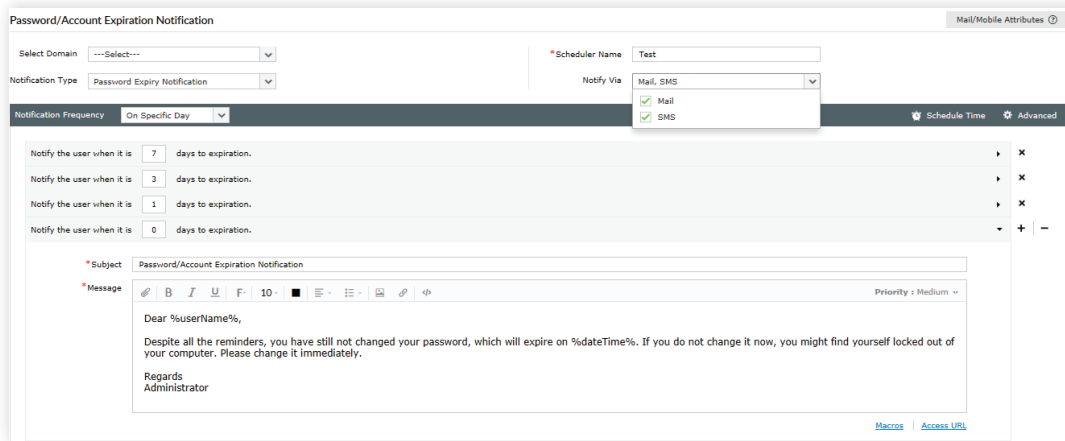 Password/Account Expiration Notification
Mail/Mobile Attributes
Select Domain ---Select---
*Scheduler Name Test
Notification Type Password Expiry Notification
Notify Via Mail, SMS
Mail
SMS
Notification Frequency On Specific Day
Schedule Time Advanced
Notify the user when it is 7 days to expiration.
Notify the user when it is 3 days to expiration.
Notify the user when it is 1 days to expiration.
Notify the user when it is 0 days to expiration.
*Subject Password/Account Expiration Notification
*Message
B I U F- 10 - Priority : Medium
Dear %userName%,
Despite all the reminders, you have still not changed your password, which will expire on %dateTime%. If you do not change it now, you might find yourself locked out of
your computer. Please change it immediately.
Regards
Administrator
Macros | Access URL